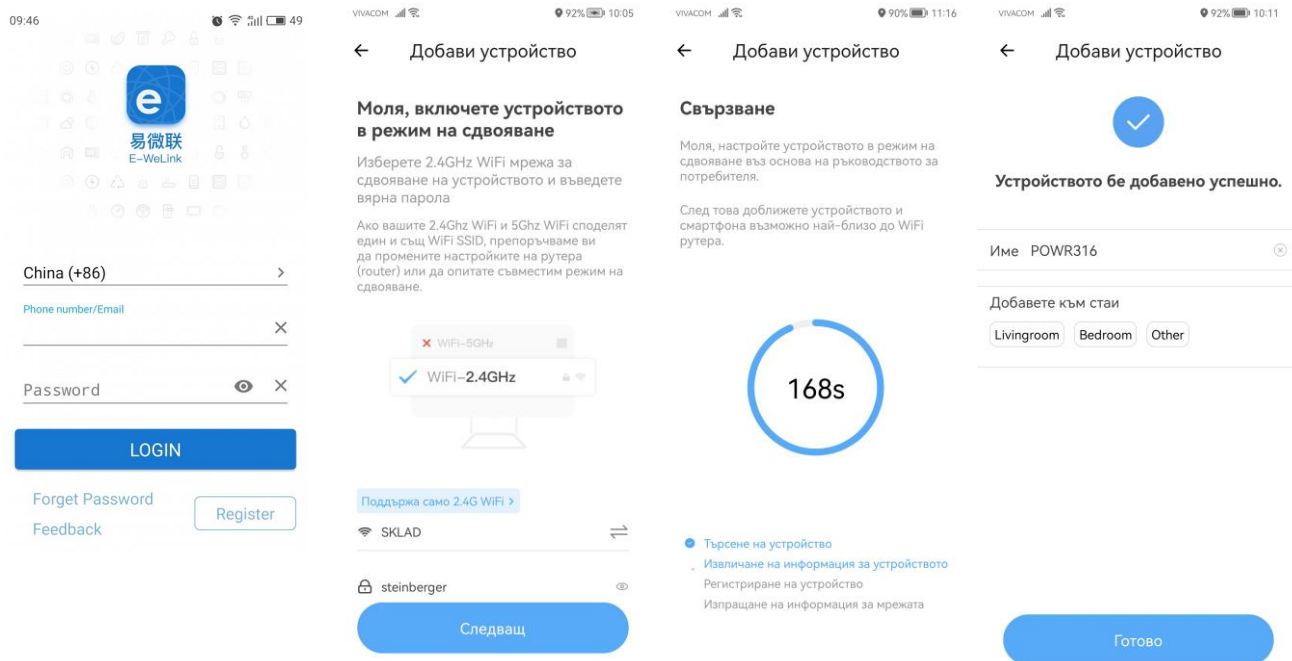 09:46
49
e
易微联
E-WeLink
China (+86)
Phone number/Email
Password
LOGIN
Forget Password
Register
Feedback
VIVACOM
92%
10:05
Добави устройство
Моля, включете устройството
в режим на сдвояване
Изберете 2.4GHz WiFi мрежа за
сдвояване на устройството и въведете
вярна парола
Ако вашите 2.4Ghz WiFi и 5Ghz WiFi споделят
един и същ WiFi SSID, препоръчваме ви
да промените настройките на рутера
(router) или да опитате съвместим режим на
сдвояване.
WiFi-5GHz
WiFi-2.4GHz
Поддържа само 2.4G WiFi >
SKLAD
steinberger
Следващ
VIVACOM
90%
11:16
Добави устройство
Свързване
Моля, настройте устройството в режим на
сдвояване въз основа на ръководството за
потребителя.
След това доближете устройството и
смартфона възможно най-близо до WiFi
рутера.
168s
Търсене на устройство
Извличане на информация за устройството
Регистриране на устройство
Изпращане на информация за мрежата
VIVACOM
92%
10:11
Добави устройство
Устройството бе добавено успешно.
Име POWR316
Добавете към стаи
Livingroom Bedroom Other
Готово